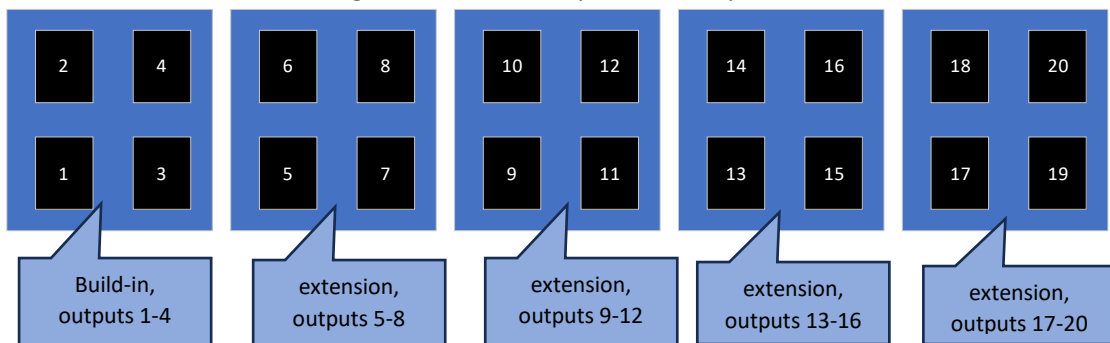 2 4 6 8 10 12 14 16 18 20
1 3 5 7 9 11 13 15 17 19
Build-in,
outputs 1-4
extension,
outputs 5-8
extension,
outputs 9-12
extension,
outputs 13-16
extension,
outputs 17-20